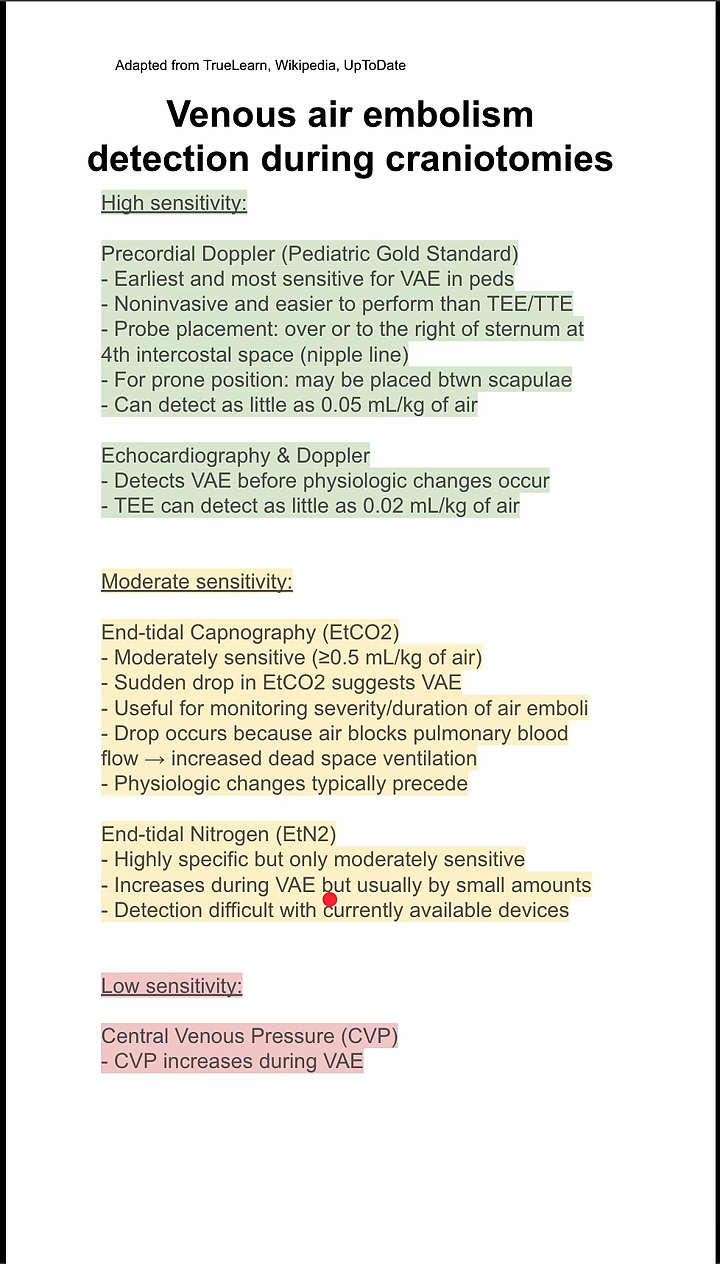 Adapted from TrueLearn, Wikipedia, UpToDate
Venous air embolism
detection during craniotomies
High sensitivity:
Precordial Doppler (Pediatric Gold Standard)
- Earliest and most sensitive for VAE in peds
- Noninvasive and easier to perform than TEE/TTE
- Probe placement: over or to the right of sternum at
4th intercostal space (nipple line)
- For prone position: may be placed btwn scapulae
- Can detect as little as 0.05 mL/kg of air
Echocardiography & Doppler
- Detects VAE before physiologic changes occur
- TEE can detect as little as 0.02 mL/kg of air
Moderate sensitivity:
End-tidal Capnography (EtCO2)
- Moderately sensitive (≥0.5 mL/kg of air)
- Sudden drop in EtCO2 suggests VAE
- Useful for monitoring severity/duration of air emboli
- Drop occurs because air blocks pulmonary blood
flow → increased dead space ventilation
- Physiologic changes typically precede
End-tidal Nitrogen (EtN2)
- Highly specific but only moderately sensitive
- Increases during VAE but usually by small amounts
- Detection difficult with currently available devices
Low sensitivity:
Central Venous Pressure (CVP)
- CVP increases during VAE